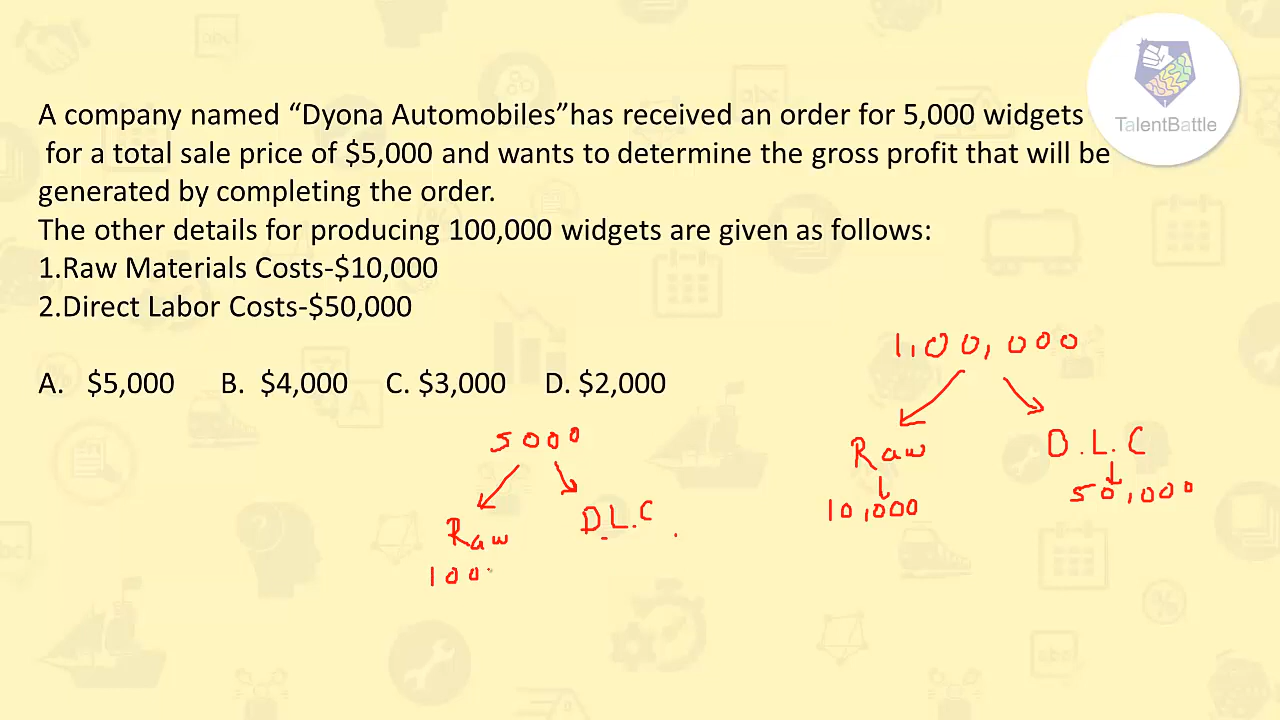 TalentBattle
A company named “Dyona Automobiles”has received an order for 5,000 widgets
for a total sale price of $5,000 and wants to determine the gross profit that will be
generated by completing the order.
The other details for producing 100,000 widgets are given as follows:
1.Raw Materials Costs-$10,000
2.Direct Labor Costs-$50,000
1,00,000
A. $5,000 B. $4,000 C. $3,000 D. $2,000
5000
Raw D.L.C
10,000 50,000
Raw D.L.C
100